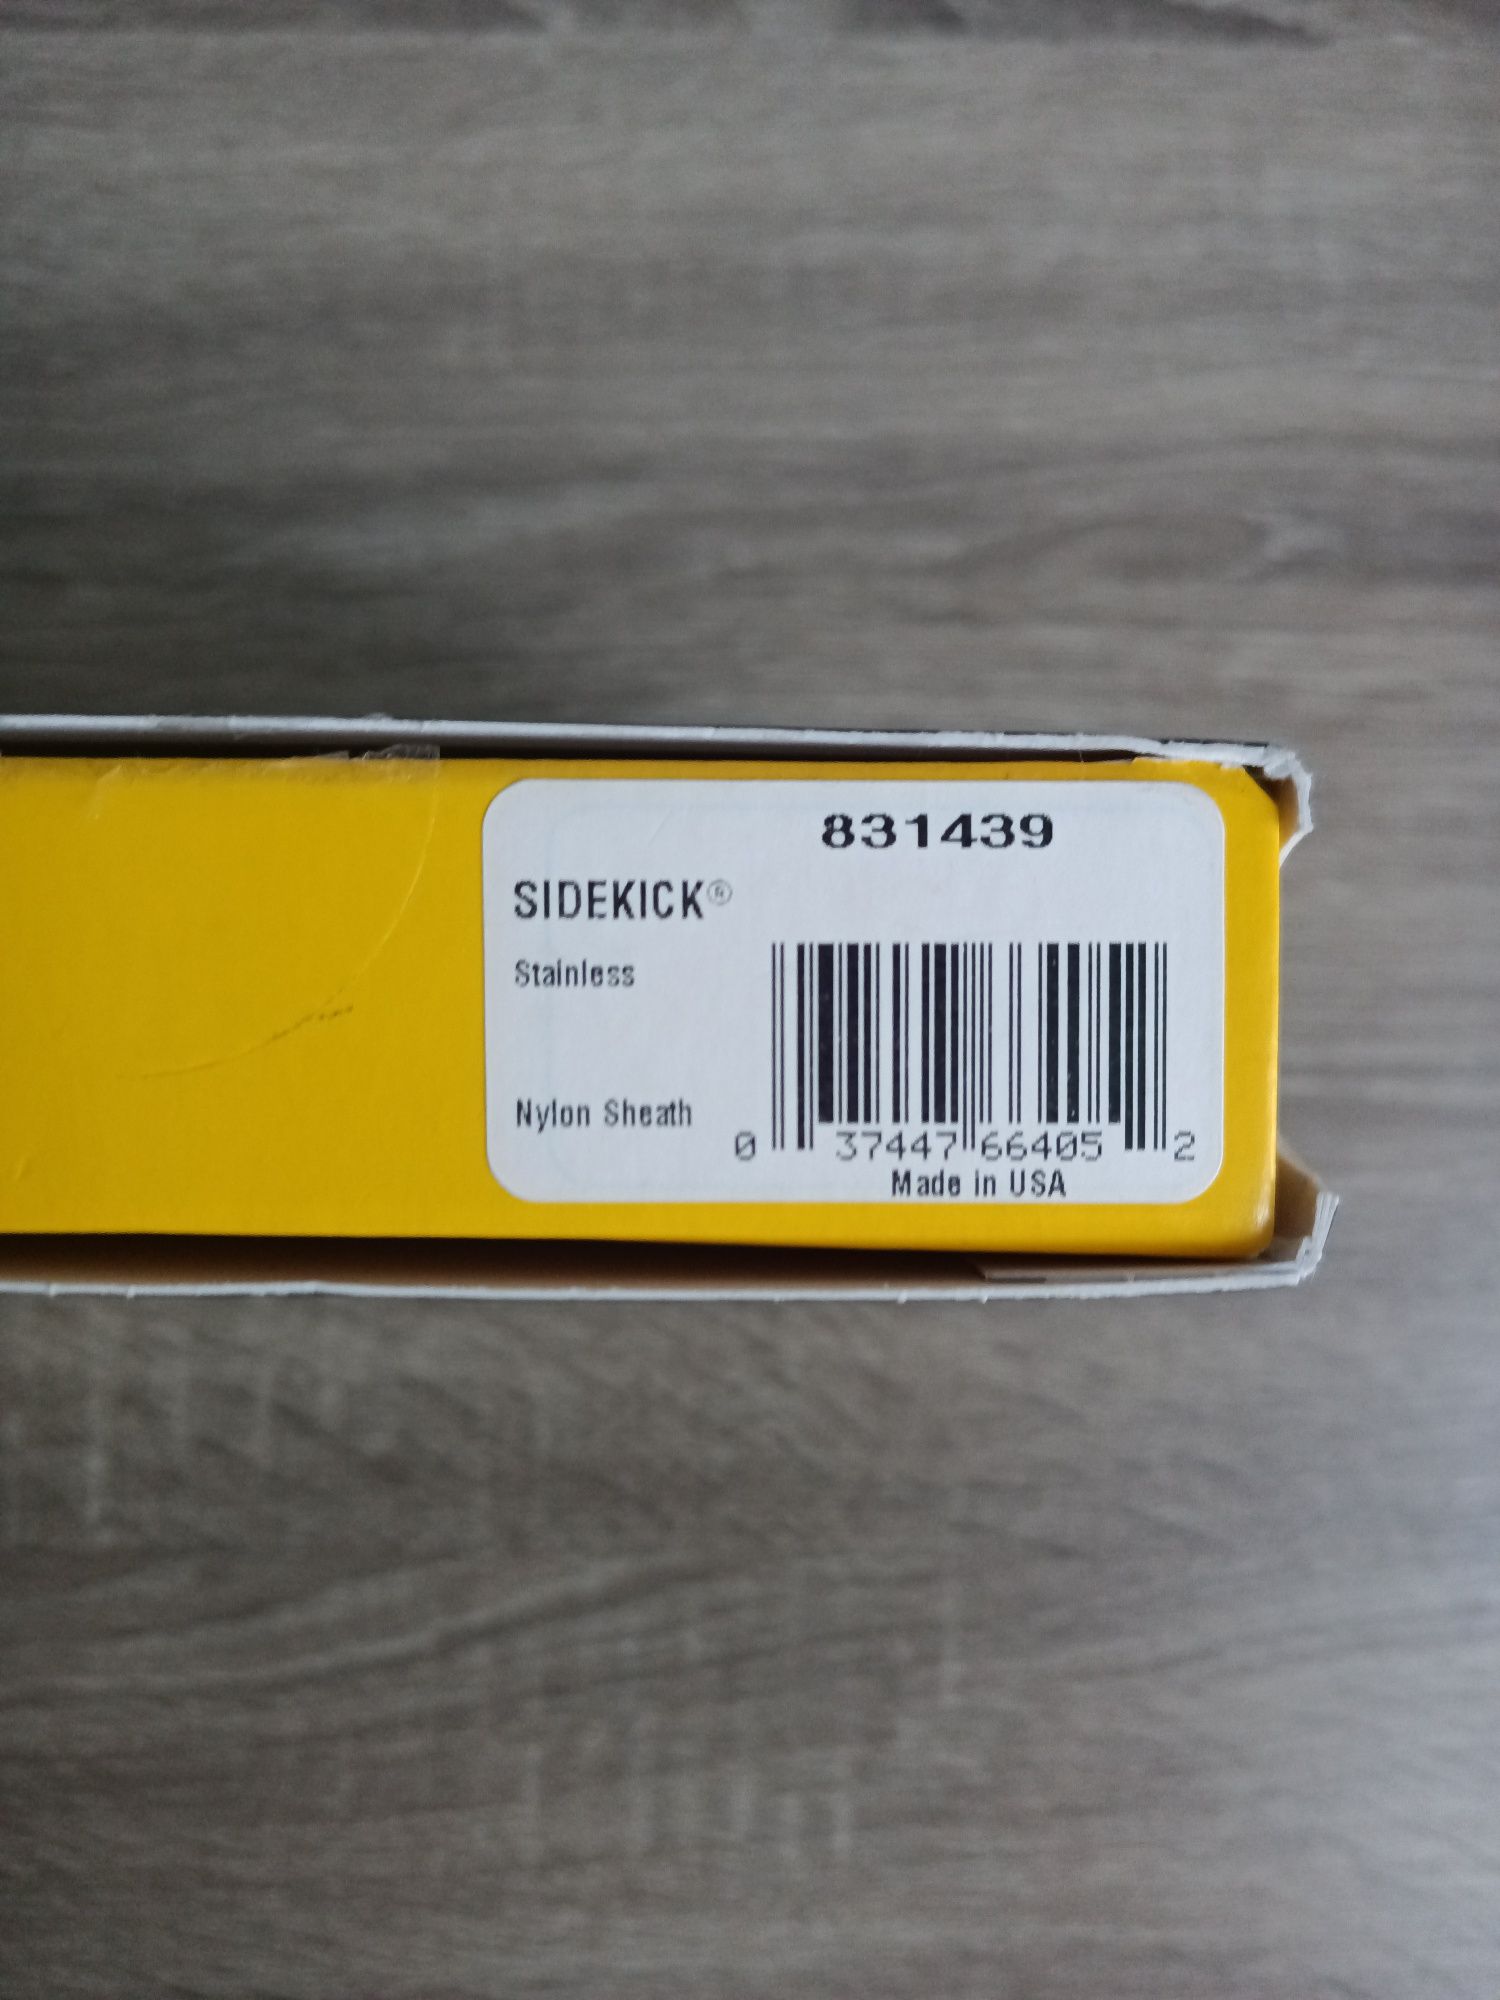 831439
SIDEKICK®
Stainless
Nylon Sheath
0 37447 66405 2
Made in USA